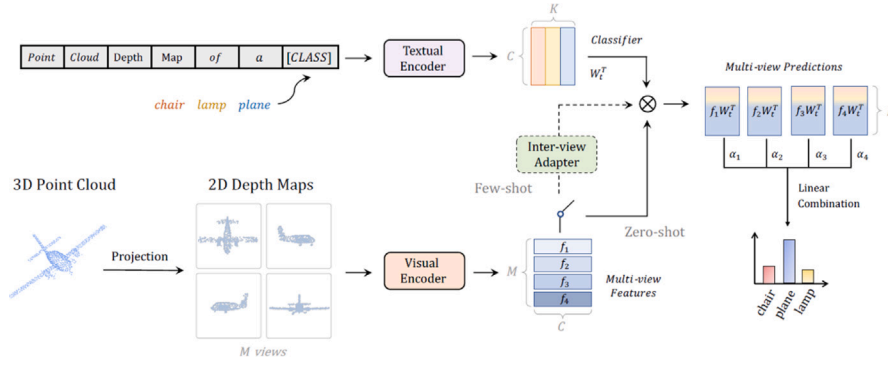 Point Cloud Depth Map of a [CLASS]
chair lamp plane
Textual
Encoder
K
C
Classifier
W_t^T
Multi-view Predictions
f_1W_t^T f_2W_t^T f_3W_t^T f_4W_t^T
α_1 α_2 α_3 α_4
Linear
Combination
Inter-view
Adapter
Few-shot
Zero-shot
3D Point Cloud
Projection
2D Depth Maps
M views
Visual
Encoder
M
f_1
f_2
f_3
f_4
C
Multi-view
Features
chair
plane
lamp